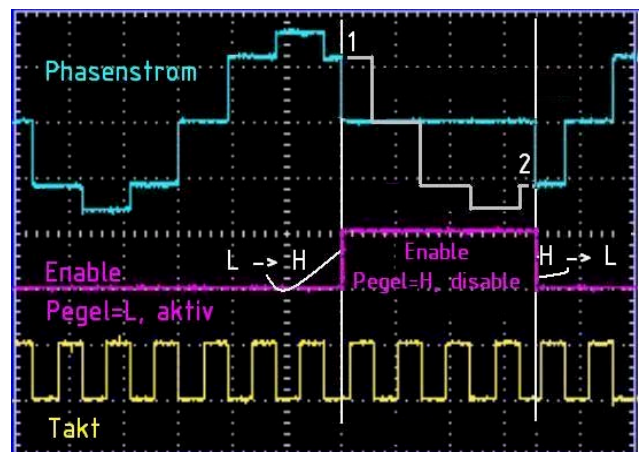 1
Phasenstrom
2
L -> H
Enable
Pegel=H, disable
H -> L
Enable
Pegel=L, aktiv
Takt